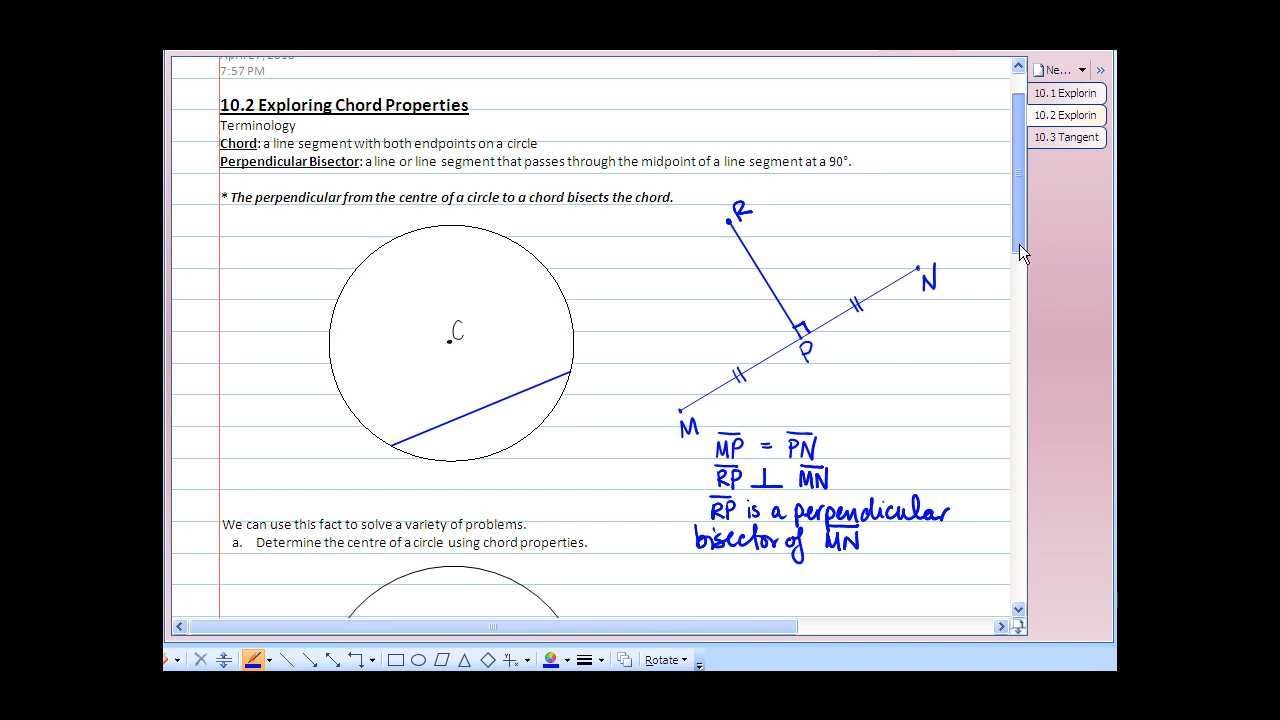 April 27, 2010
7:57 PM
10.2 Exploring Chord Properties
Terminology
Chord: a line segment with both endpoints on a circle
Perpendicular Bisector: a line or line segment that passes through the midpoint of a line segment at a 90°.
* The perpendicular from the centre of a circle to a chord bisects the chord.
C
R
N
P
M
MP = PN
RP ⊥ MN
RP is a perpendicular
bisector of MN
We can use this fact to solve a variety of problems.
a. Determine the centre of a circle using chord properties.
Ne...
10.1 Explorin
10.2 Explorin
10.3 Tangent
Rotate